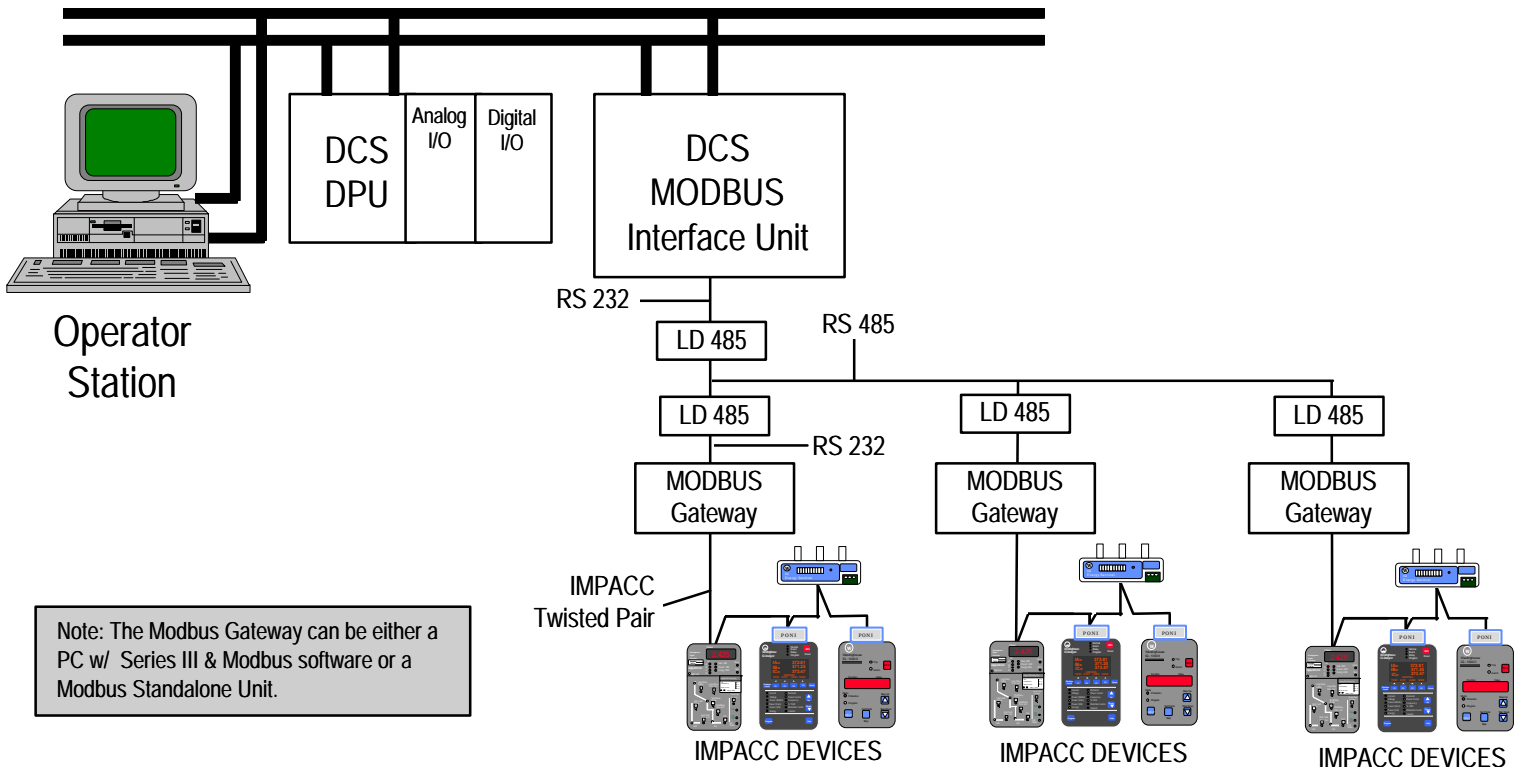 DCS
DPU
Analog
I/O
Digital
I/O
DCS
MODBUS
Interface Unit
Operator
Station
RS 232
LD 485
RS 485
LD 485
LD 485
LD 485
RS 232
MODBUS
Gateway
MODBUS
Gateway
MODBUS
Gateway
IMPACC
Twisted Pair
PONI
PONI
PONI
PONI
PONI
PONI
Note: The Modbus Gateway can be either a
PC w/ Series III & Modbus software or a
Modbus Standalone Unit.
IMPACC DEVICES
IMPACC DEVICES
IMPACC DEVICES